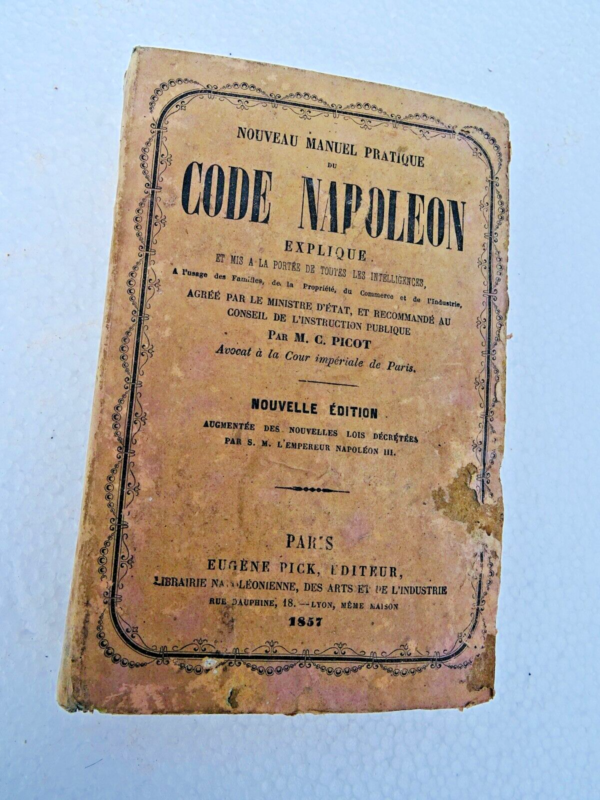 NOUVEAU MANUEL PRATIQUE
DU
CODE NAPOLEON
EXPLIQUE
ET MIS A LA PORTÉE DE TOUTES LES INTELLIGENCES,
A l'usage des Familles, de la Propriété, du Commerce et de l'Industrie,
AGRÉÉ PAR LE MINISTRE D'ÉTAT, ET RECOMMANDÉ AU
CONSEIL DE L'INSTRUCTION PUBLIQUE
PAR M. C. PICOT
Avocat à la Cour impériale de Paris.
NOUVELLE ÉDITION
AUGMENTÉE DES NOUVELLES LOIS DÉCRÉTÉES
PAR S. M. L'EMPEREUR NAPOLÉON III.
PARIS
EUGÈNE PICK, EDITEUR,
LIBRAIRIE NAPOLÉONIENNE, DES ARTS ET DE L'INDUSTRIE
RUE DAUPHINE, 18. — LYON, MÊME MAISON
1857